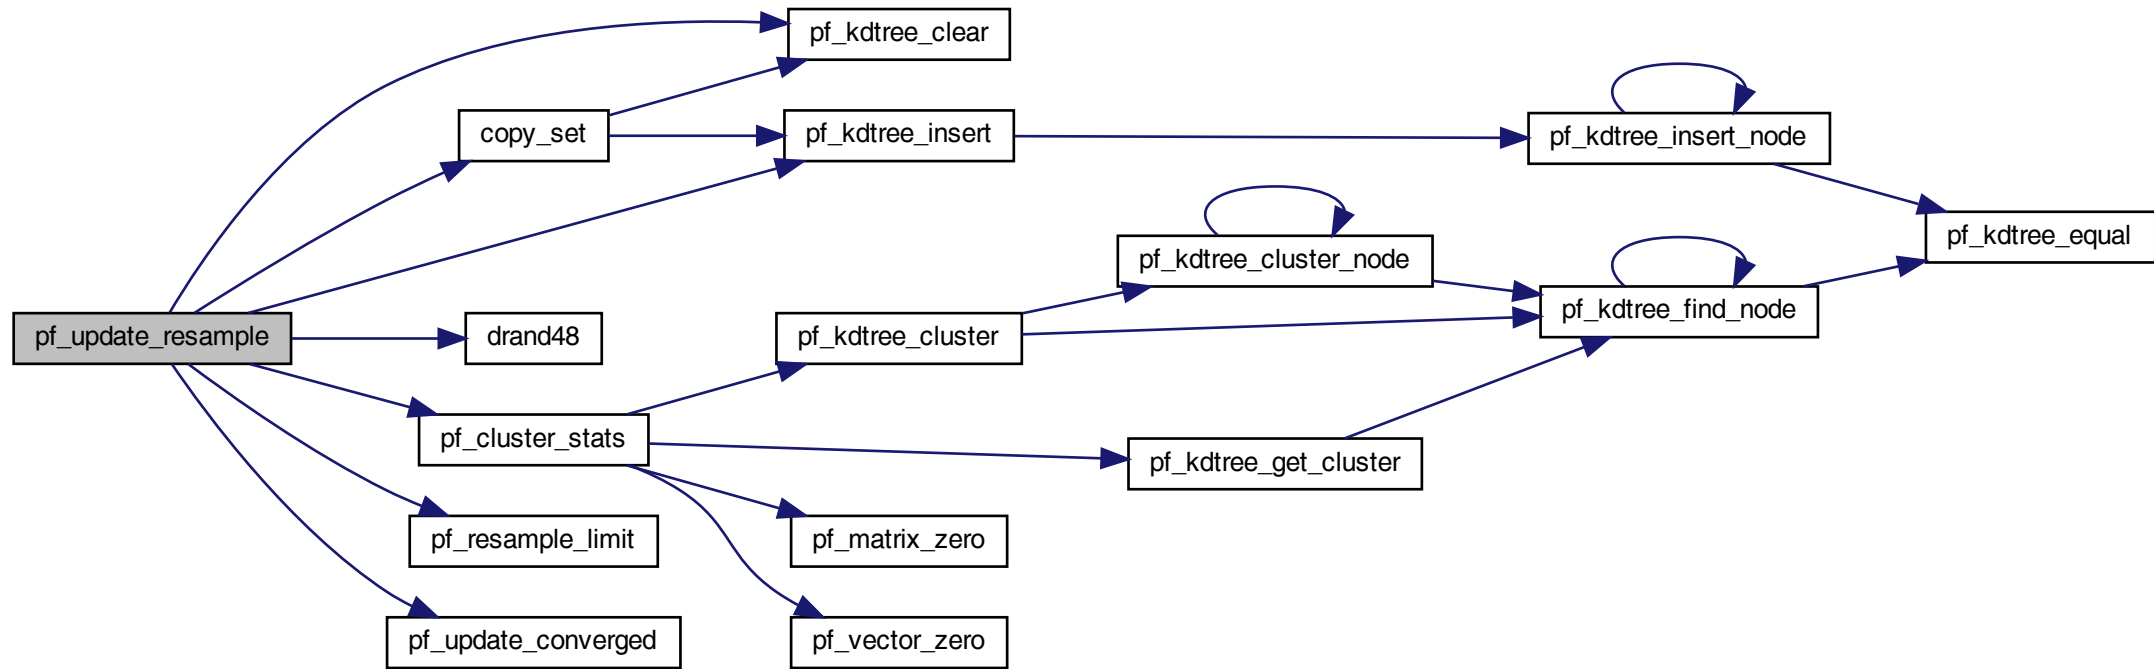 pf_kdtree_clear
copy_set
pf_kdtree_insert
pf_kdtree_insert_node
pf_kdtree_equal
pf_kdtree_cluster_node
pf_kdtree_find_node
pf_update_resample
drand48
pf_kdtree_cluster
pf_cluster_stats
pf_kdtree_get_cluster
pf_resample_limit
pf_matrix_zero
pf_update_converged
pf_vector_zero